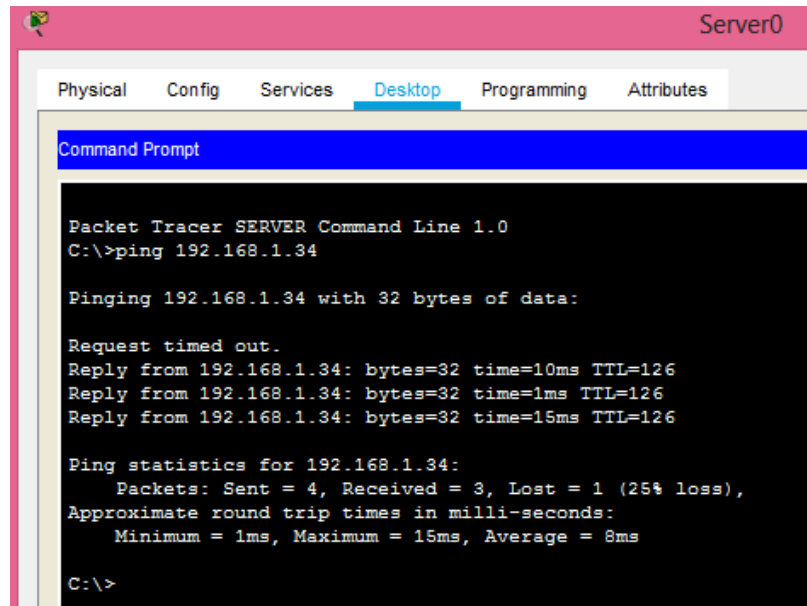 Server0
Physical Config Services Desktop Programming Attributes
Command Prompt
Packet Tracer SERVER Command Line 1.0
C:\>ping 192.168.1.34
Pinging 192.168.1.34 with 32 bytes of data:
Request timed out.
Reply from 192.168.1.34: bytes=32 time=10ms TTL=126
Reply from 192.168.1.34: bytes=32 time=1ms TTL=126
Reply from 192.168.1.34: bytes=32 time=15ms TTL=126
Ping statistics for 192.168.1.34:
Packets: Sent = 4, Received = 3, Lost = 1 (25% loss),
Approximate round trip times in milli-seconds:
Minimum = 1ms, Maximum = 15ms, Average = 8ms
C:\>